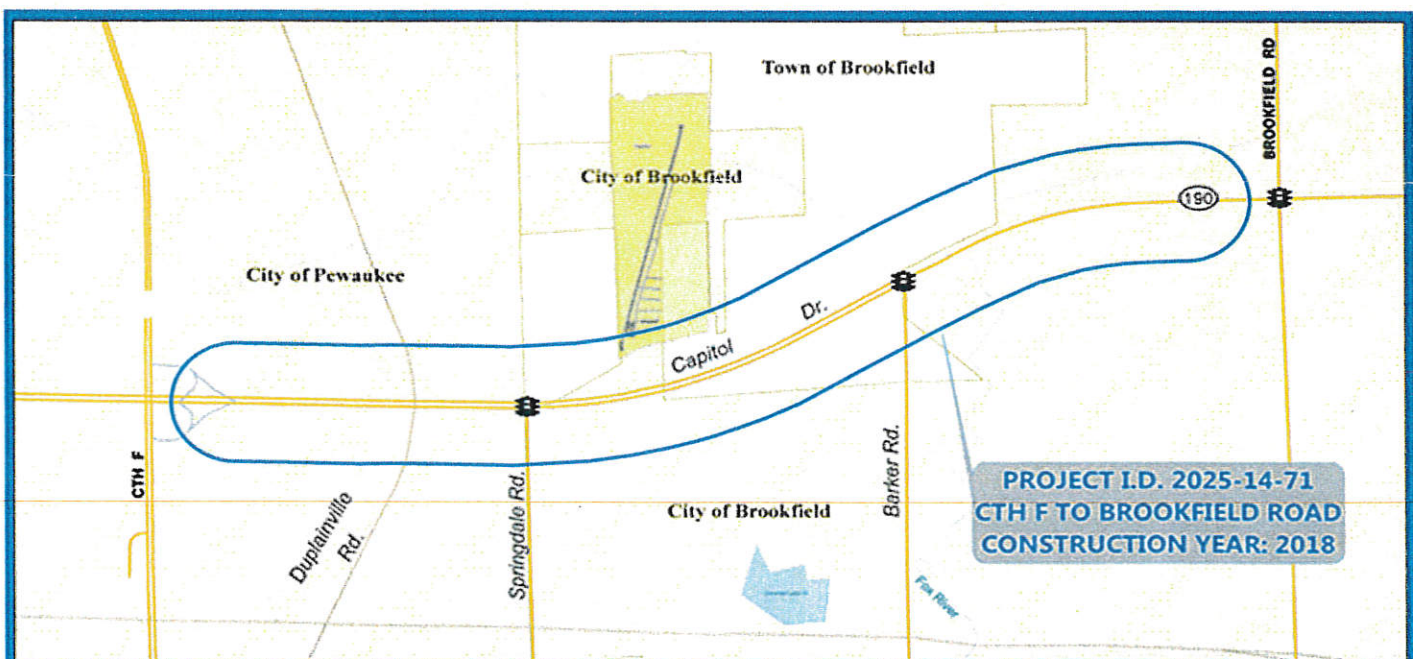 Town of Brookfield
BROOKFIELD RD
City of Brookfield
190
City of Pewaukee
Capitol Dr.
CTH F
Duplainville
Rd.
Springdale Rd.
City of Brookfield
Barker Rd.
PROJECT I.D. 2025-14-71
CTH F TO BROOKFIELD ROAD
CONSTRUCTION YEAR: 2018
Fox River